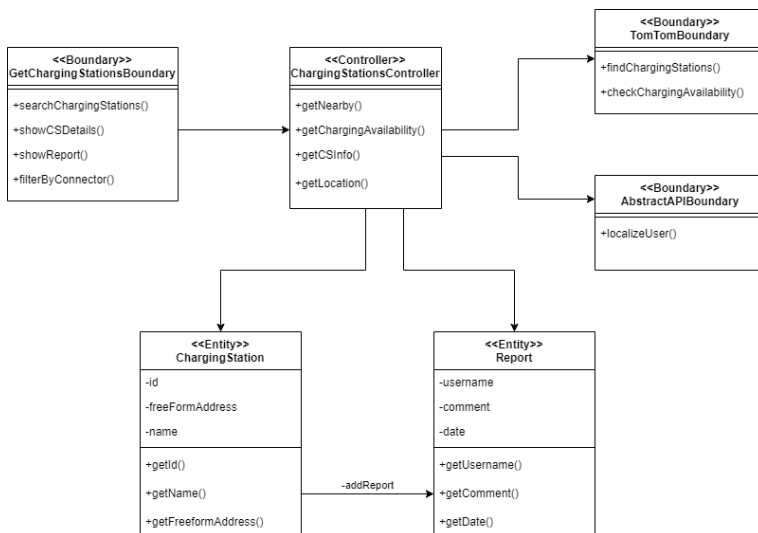 <<Boundary>>
GetChargingStationsBoundary
+searchChargingStations()
+showCSDetails()
+showReport()
+filterByConnector()
<<Controller>>
ChargingStationsController
+getNearby()
+getChargingAvailability()
+getCSInfo()
+getLocation()
<<Boundary>>
TomTomBoundary
+findChargingStations()
+checkChargingAvailability()
<<Boundary>>
AbstractAPIBoundary
+localizeUser()
<<Entity>>
ChargingStation
-id
-freeFormAddress
-name
+getId()
+getName()
+getFreeformAddress()
-addReport
<<Entity>>
Report
-username
-comment
-date
+getUsername()
+getComment()
+getDate()